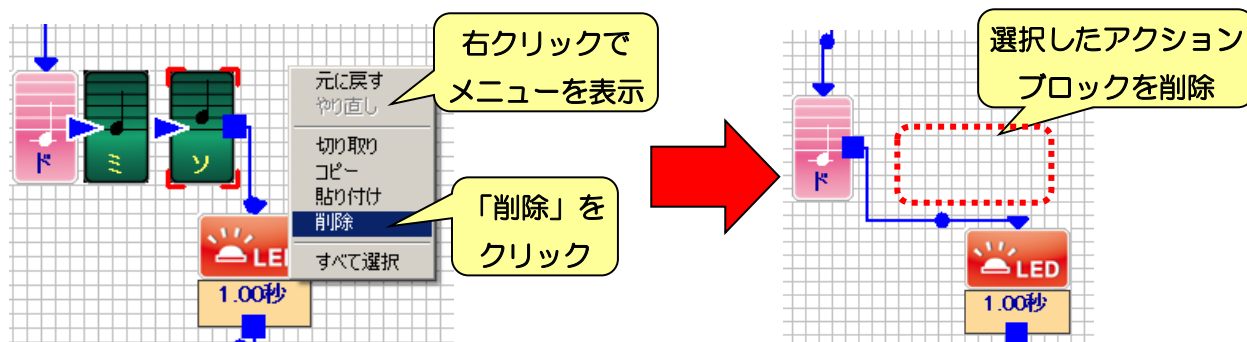 右クリックで
メニューを表示
元に戻す
やり直し
切り取り
コピー
貼り付け
削除
すべて選択
「削除」を
クリック
ド
ミ
ソ
LED
1.00秒
選択したアクション
ブロックを削除
ド
LED
1.00秒